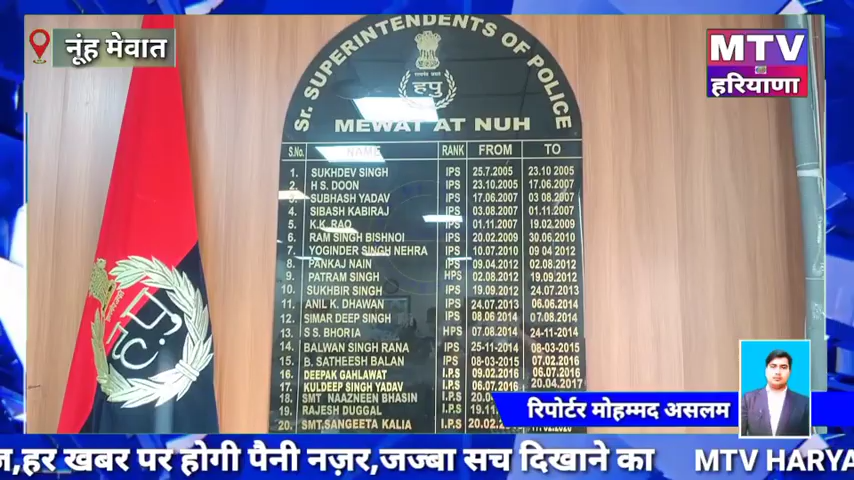 नूंह मेवात
MTV
हरियाणा
Sr. SUPERINTENDENTS OF POLICE
हपु
MEWAT AT NUH
S.No. NAME RANK FROM TO
1. SUKHDEV SINGH IPS 25.7.2005 23.10 2005
2. H S. DOON IPS 23.10.2005 17.06.2007
3. SUBHASH YADAV IPS 17.06.2007 03 08.2007
4. SIBASH KABIRAJ IPS 03.08.2007 01.11.2007
5. K.K. RAO IPS 01.11.2007 19.02.2009
6. RAM SINGH BISHNOI IPS 20.02.2009 30.06.2010
7. YOGINDER SINGH NEHRA IPS 10.07.2010 09 04 2012
8. PANKAJ NAIN IPS 09.04.2012 02.08.2012
9. PATRAM SINGH HPS 02.08.2012 19.09.2012
10. SUKHBIR SINGH IPS 19.09.2012 24.07.2013
11. ANIL K. DHAWAN IPS 24.07.2013 06.06.2014
12. SIMAR DEEP SINGH IPS 08.06 2014 07.08.2014
13. S S. BHORIA HPS 07.08.2014 24-11-2014
14. BALWAN SINGH RANA IPS 25-11-2014 08-03-2015
15. B. SATHEESH BALAN IPS 08-03-2015 07.02.2016
16. DEEPAK GAHLAWAT I.P.S 09.02.2016 06.07.2016
17. KULDEEP SINGH YADAV I.P.S 06.07.2016 20.04.2017
18. SMT NAAZNEEN BHASIN I.P.S
19. RAJESH DUGGAL I.P.S
20. SMT.SANGEETA KALIA I.P.S
हपु
रिपोर्टर मोहम्मद असलम
,हर खबर पर होगी पैनी नज़र,जज्बा सच दिखाने का MTV HARYA